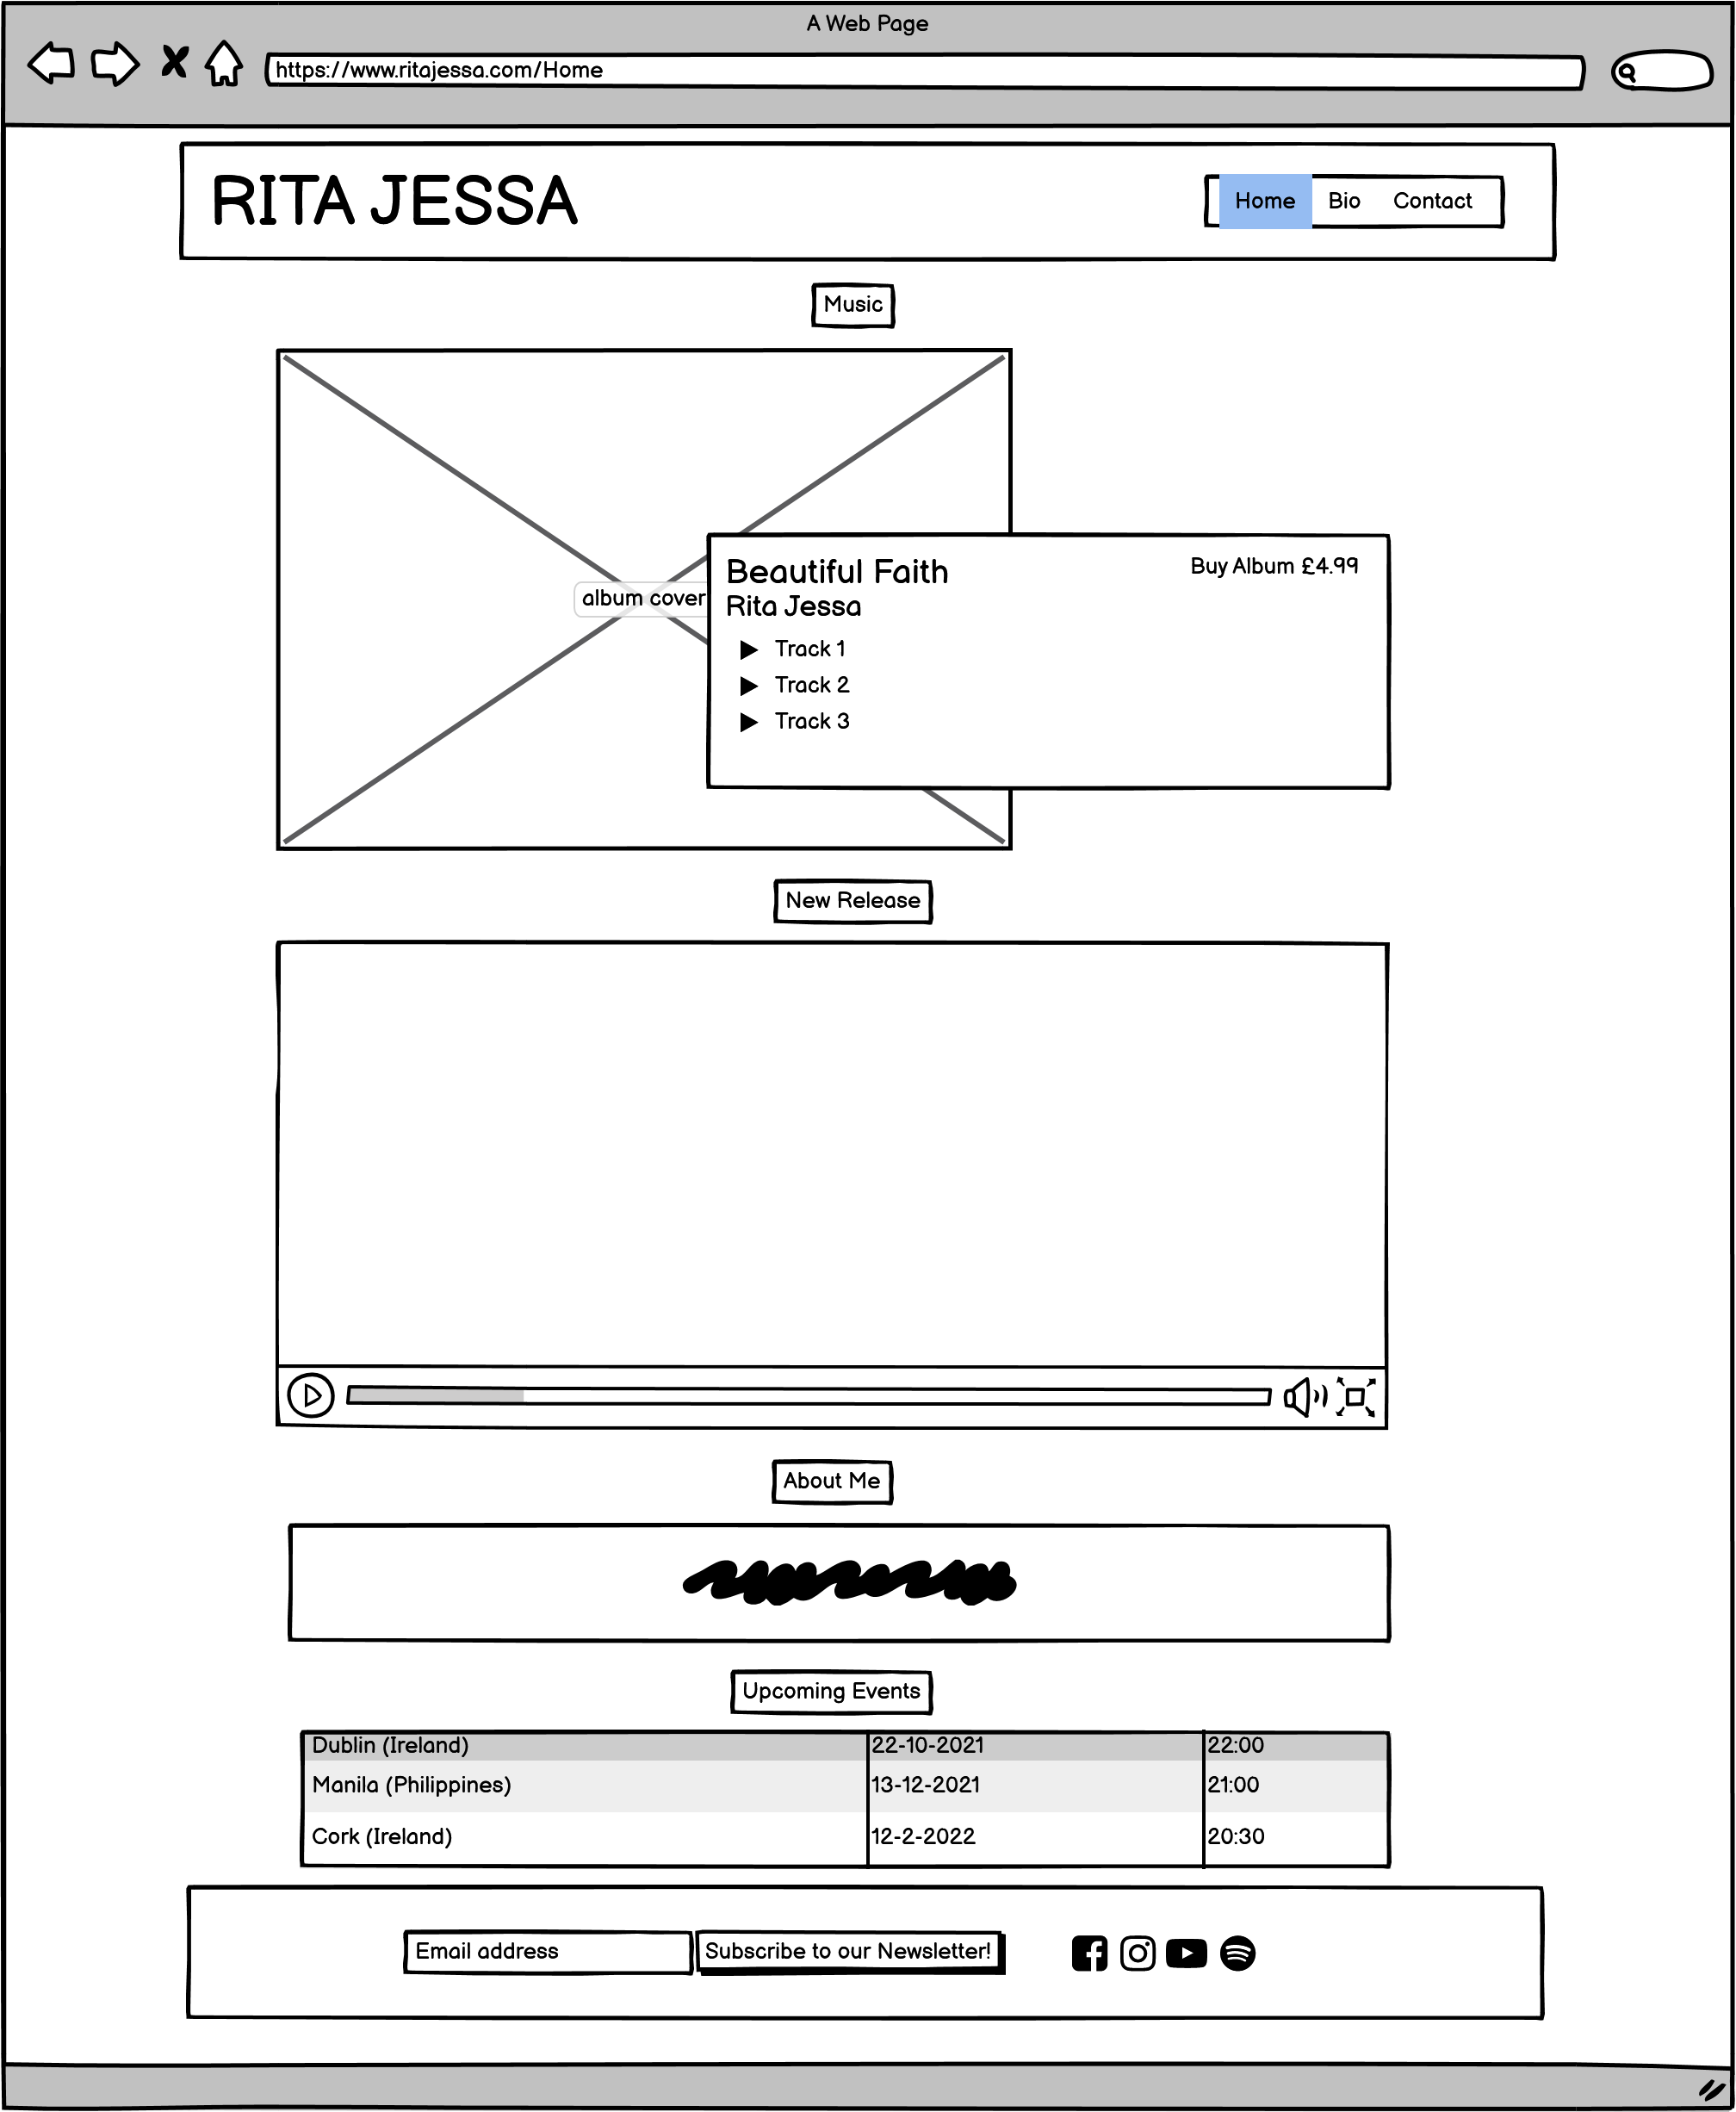 A Web Page
https://www.ritajessa.com/Home
RITA JESSA
Home Bio Contact
Music
album cover
Beautiful Faith
Buy Album £4.99
Rita Jessa
Track 1
Track 2
Track 3
New Release
About Me
Upcoming Events
Dublin (Ireland) 22-10-2021 22:00
Manila (Philippines) 13-12-2021 21:00
Cork (Ireland) 12-2-2022 20:30
Email address Subscribe to our Newsletter!